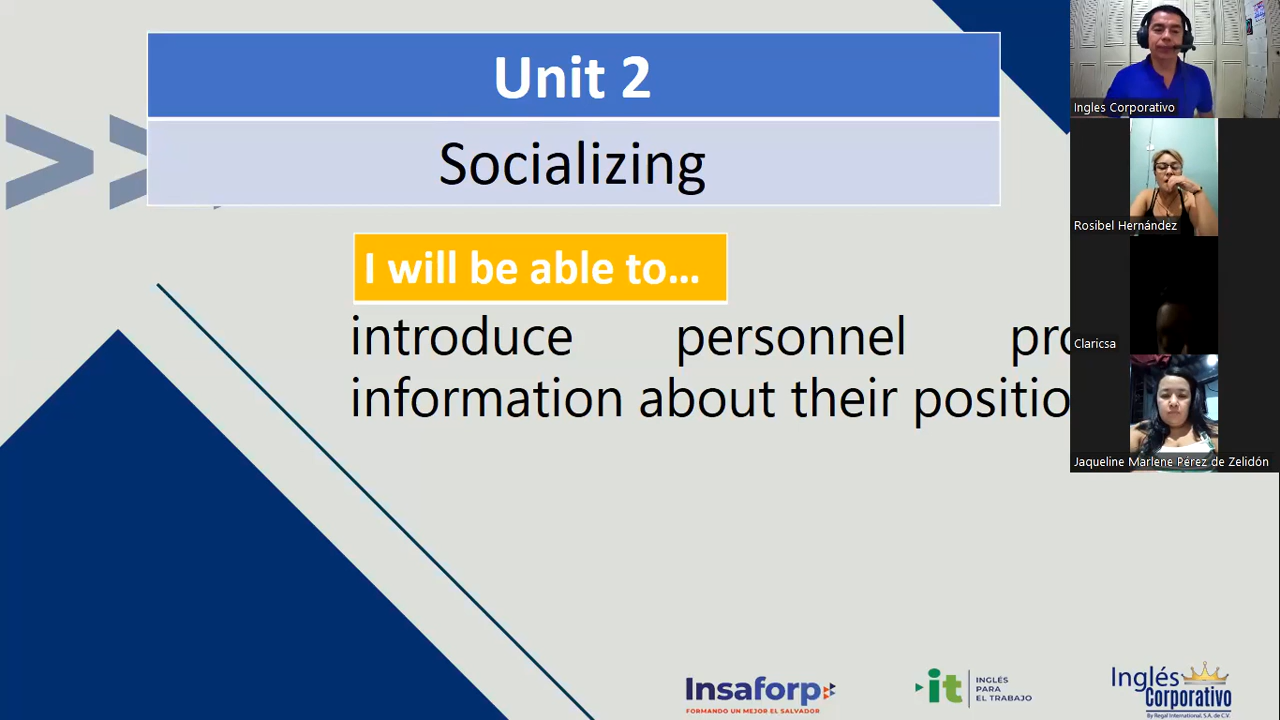 Unit 2
Socializing
I will be able to...
introduce personnel
information about their
Ingles Corporativo
Rosibel Hernández
Claricsa
Jaqueline Marlene Pérez de Zelidón
Insaforp
FORMANDO UN MEJOR EL SALVADOR
it
INGLÉS
PARA
EL TRABAJO
Inglés
Corporativo
By Regal International, S.A. de C.V.